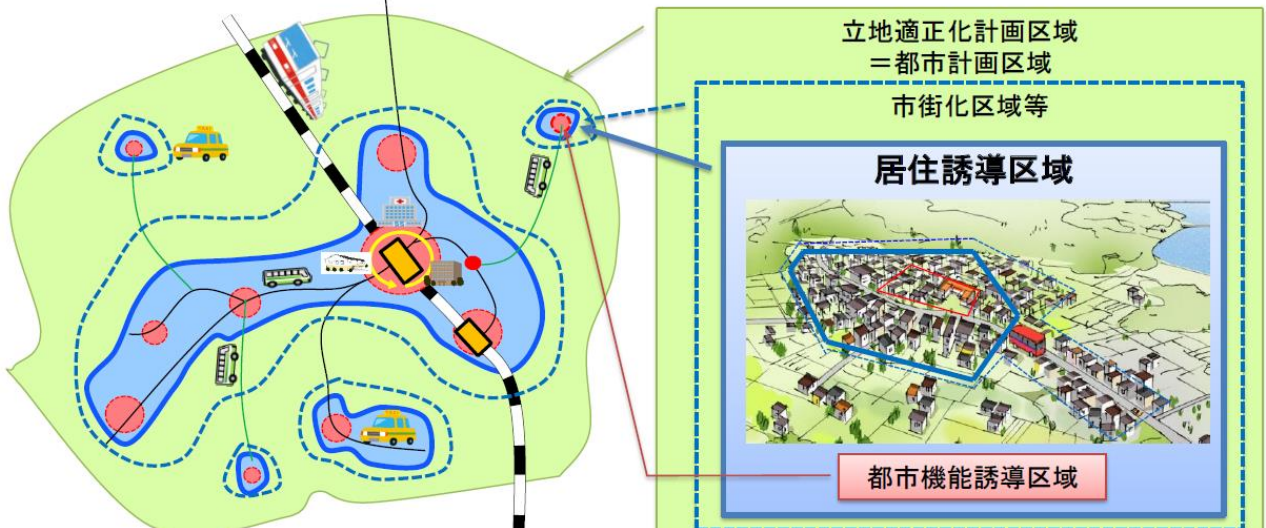 立地適正化計画区域
＝都市計画区域
市街化区域等
居住誘導区域
都市機能誘導区域